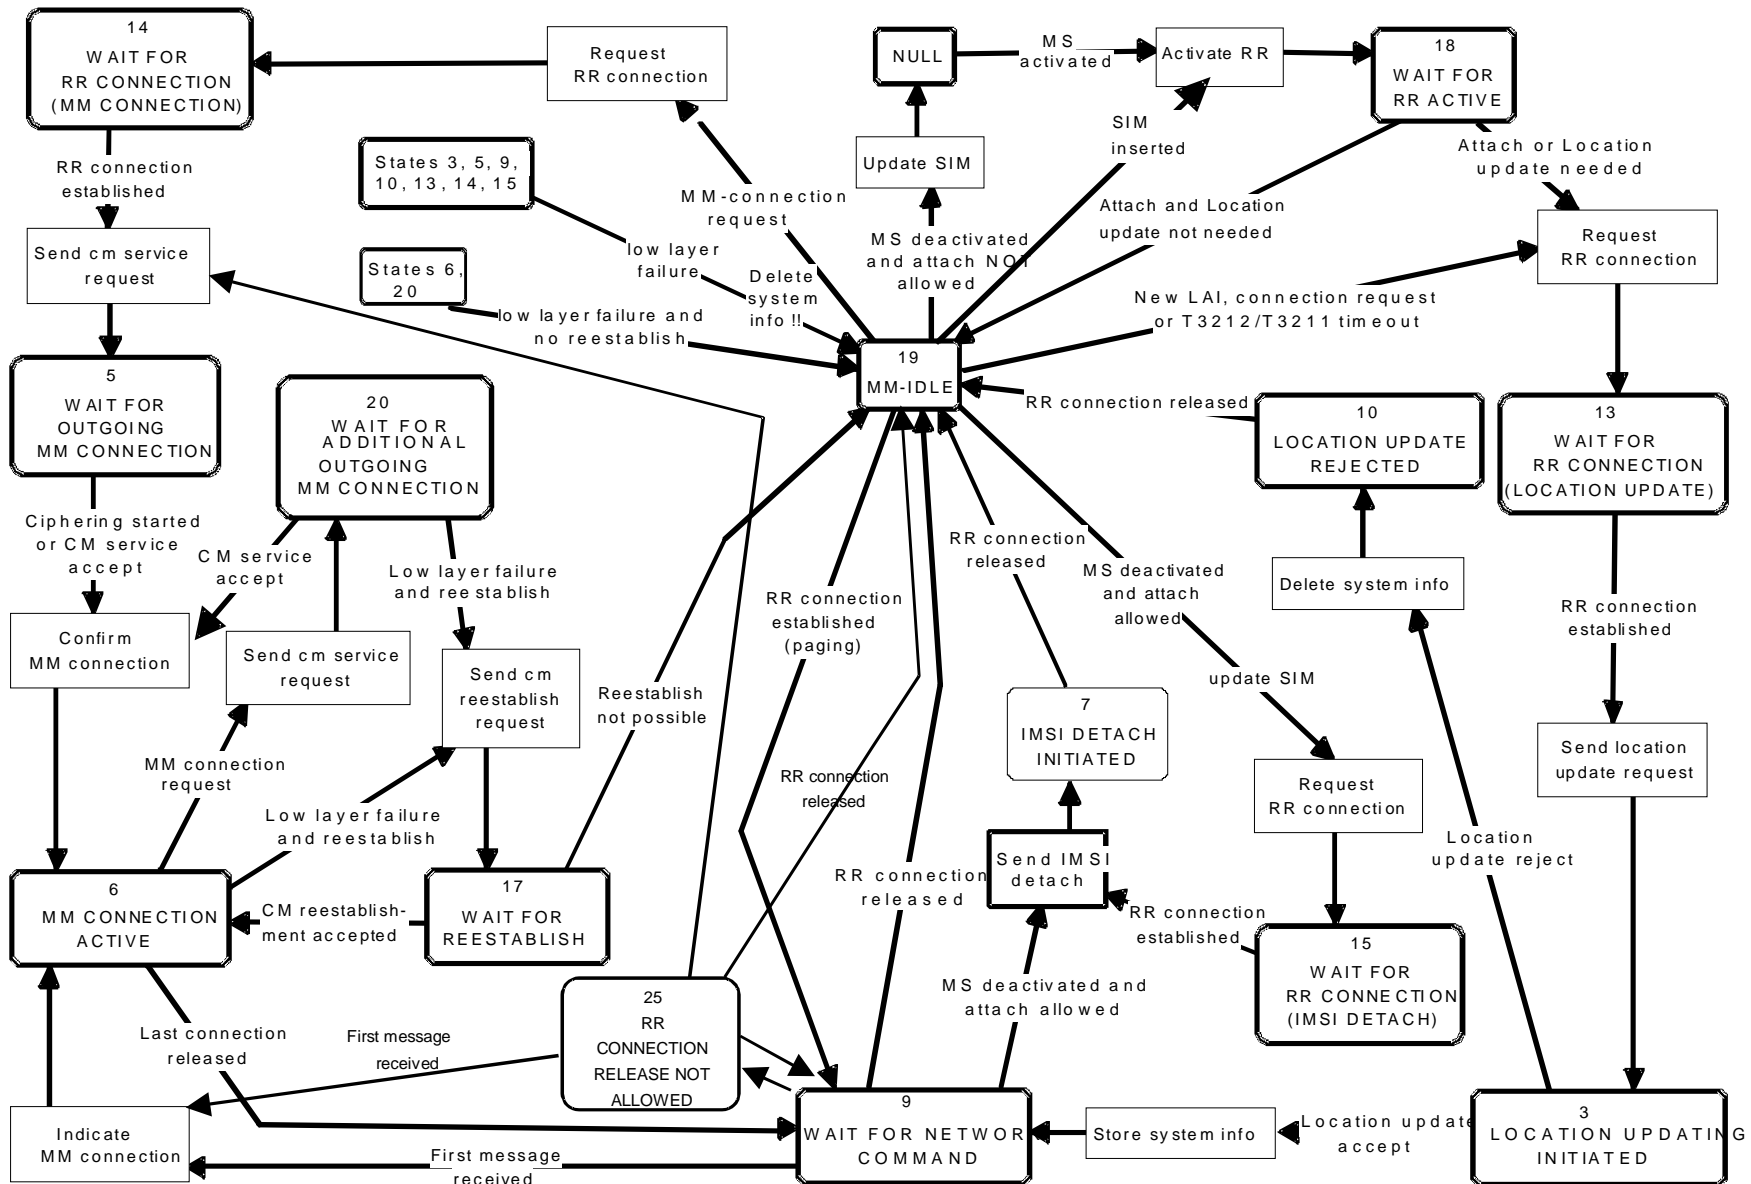 14
WAIT FOR
RR CONNECTION
(MM CONNECTION)
Request
RR connection
NULL
MS
activated
Activate RR
18
WAIT FOR
RR ACTIVE
RR connection
established
States 3, 5, 9,
10, 13, 14, 15
Update SIM
SIM
inserted
Attach or Location
update needed
MM-connection
request
Attach and Location
update not needed
Send cm service
request
low layer
failure
MS deactivated
and attach NOT
allowed
Request
RR connection
States 6,
20
Delete
system
info !!
low layer failure and
no reestablish
New LAI, connection request
or T3212/T3211 timeout
19
MM-IDLE
5
WAIT FOR
OUTGOING
MM CONNECTION
20
WAIT FOR
ADDITIONAL
OUTGOING
MM CONNECTION
RR connection released
10
LOCATION UPDATE
REJECTED
13
WAIT FOR
RR CONNECTION
(LOCATION UPDATE)
Ciphering started
or CM service
accept
CM service
accept
Low layer failure
and reestablish
RR connection
released
MS deactivated
and attach
allowed
Delete system info
RR connection
established
RR connection
established
(paging)
Confirm
MM connection
Send cm service
request
Send cm
reestablish
request
Reestablish
not possible
update SIM
7
IMSI DETACH
INITIATED
MM connection
request
RR connection
released
Request
RR connection
Send location
update request
Low layer failure
and reestablish
Send IMSI
detach
Location
update reject
RR connection
released
6
MM CONNECTION
ACTIVE
CM reestablish-
ment accepted
17
WAIT FOR
REESTABLISH
RR connection
established
15
WAIT FOR
RR CONNECTION
(IMSI DETACH)
MS deactivated and
attach allowed
25
RR
CONNECTION
RELEASE NOT
ALLOWED
Last connection
released
First message
received
9
WAIT FOR NETWOR
COMMAND
Store system info
Location update
accept
3
LOCATION UPDATING
INITIATED
Indicate
MM connection
First message
received